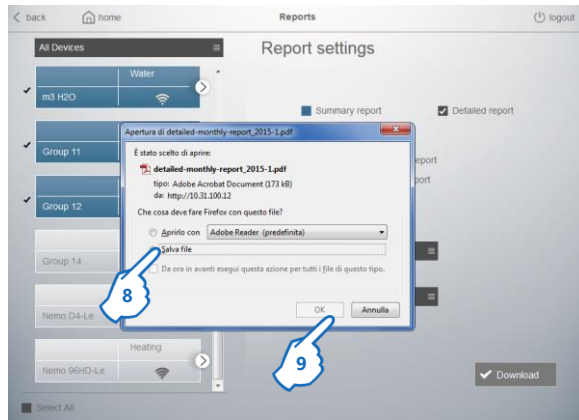 back
home
Reports
logout
All Devices
Report settings
Water
m3 H2O
Summary report
Detailed report
Group 11
Apertura di detailed-monthly-report_2015-1.pdf
È stato scelto di aprire:
detailed-monthly-report_2015-1.pdf
tipo: Adobe Acrobat Document (173 kB)
da: http://10.31.100.12
Che cosa deve fare Firefox con questo file?
Aprirlo con Adobe Reader (predefinita)
Salva file
Da ora in avanti esegui questa azione per tutti i file di questo tipo.
OK Annulla
eport
port
Group 12
Group 14
8
Nemo D4-Le
9
Heating
Nemo 96HD-Le
Download
Select All